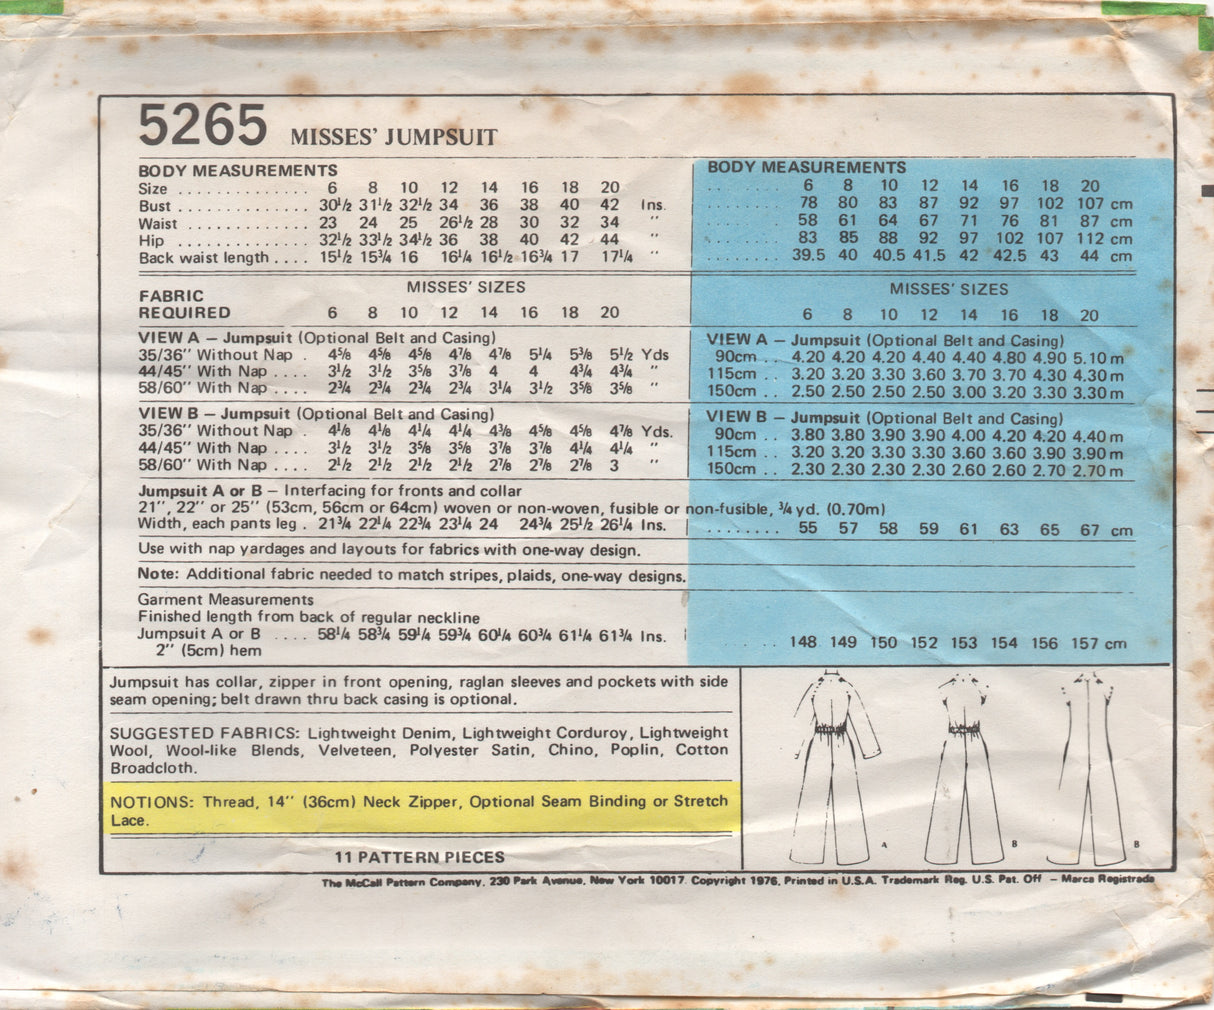 5265 MISSES' JUMPSUIT
BODY MEASUREMENTS
Size . . . . . . . . . . . . . . . 6 8 10 12 14 16 18 20
Bust . . . . . . . . . . . . . . . 30½ 31½ 32½ 34 36 38 40 42 Ins.
Waist . . . . . . . . . . . . . . 23 24 25 26½ 28 30 32 34 "
Hip . . . . . . . . . . . . . . . . 32½ 33½ 34½ 36 38 40 42 44 "
Back waist length . . . . 15½ 15¾ 16 16¼ 16½ 16¾ 17 17¼ "
BODY MEASUREMENTS
. . . . . . . . 6 8 10 12 14 16 18 20
. . . . . . . . 78 80 83 87 92 97 102 107 cm
. . . . . . . . 58 61 64 67 71 76 81 87 cm
. . . . . . . . 83 85 88 92 97 102 107 112 cm
. . . . . . . . 39.5 40 40.5 41.5 42 42.5 43 44 cm
MISSES' SIZES
FABRIC
REQUIRED 6 8 10 12 14 16 18 20
MISSES' SIZES
6 8 10 12 14 16 18 20
VIEW A – Jumpsuit (Optional Belt and Casing)
35/36" Without Nap . 4⅝ 4⅝ 4⅝ 4⅞ 4⅞ 5¼ 5⅜ 5½ Yds
44/45" With Nap . . . . 3½ 3½ 3⅝ 3⅞ 4 4 4¾ 4¾ "
58/60" With Nap . . . . 2¾ 2¾ 2¾ 2¾ 3¼ 3½ 3⅝ 3⅝ "
VIEW A – Jumpsuit (Optional Belt and Casing)
90cm . . . 4.20 4.20 4.20 4.40 4.40 4.80 4.90 5.10 m
115cm . . 3.20 3.20 3.30 3.60 3.70 3.70 4.30 4.30 m
150cm . . 2.50 2.50 2.50 2.50 3.00 3.20 3.30 3.30 m
VIEW B – Jumpsuit (Optional Belt and Casing)
35/36" Without Nap . 4⅛ 4⅛ 4¼ 4¼ 4⅜ 4⅝ 4⅝ 4⅞ Yds.
44/45" With Nap . . . . 3½ 3½ 3⅝ 3⅝ 3⅞ 3⅞ 4¼ 4¼ "
58/60" With Nap . . . . 2½ 2½ 2½ 2½ 2⅞ 2⅞ 2⅞ 3 "
VIEW B – Jumpsuit (Optional Belt and Casing)
90cm . . 3.80 3.80 3.90 3.90 4.00 4.20 4.20 4.40 m
115cm . . 3.20 3.20 3.30 3.30 3.60 3.60 3.90 3.90 m
150cm . . 2.30 2.30 2.30 2.30 2.60 2.60 2.70 2.70 m
Jumpsuit A or B – Interfacing for fronts and collar
21", 22" or 25" (53cm, 56cm or 64cm) woven or non-woven, fusible or non-fusible, ¾ yd. (0.70m)
Width, each pants leg . 21¾ 22¼ 22¾ 23¼ 24 24¾ 25½ 26¼ Ins. . . . . . . . . 55 57 58 59 61 63 65 67 cm
Use with nap yardages and layouts for fabrics with one-way design.
Note: Additional fabric needed to match stripes, plaids, one-way designs.
Garment Measurements
Finished length from back of regular neckline
Jumpsuit A or B . . . . 58¼ 58¾ 59¼ 59¾ 60¼ 60¾ 61¼ 61¾ Ins. . . . . . 148 149 150 152 153 154 156 157 cm
2" (5cm) hem
Jumpsuit has collar, zipper in front opening, raglan sleeves and pockets with side
seam opening; belt drawn thru back casing is optional.
SUGGESTED FABRICS: Lightweight Denim, Lightweight Corduroy, Lightweight
Wool, Wool-like Blends, Velveteen, Polyester Satin, Chino, Poplin, Cotton
Broadcloth.
NOTIONS: Thread, 14" (36cm) Neck Zipper, Optional Seam Binding or Stretch
Lace.
11 PATTERN PIECES
A B B
The McCall Pattern Company, 230 Park Avenue, New York 10017 Copyright 1976, Printed in U.S.A. Trademark Reg. U.S. Pat. Off – Marca Registrada